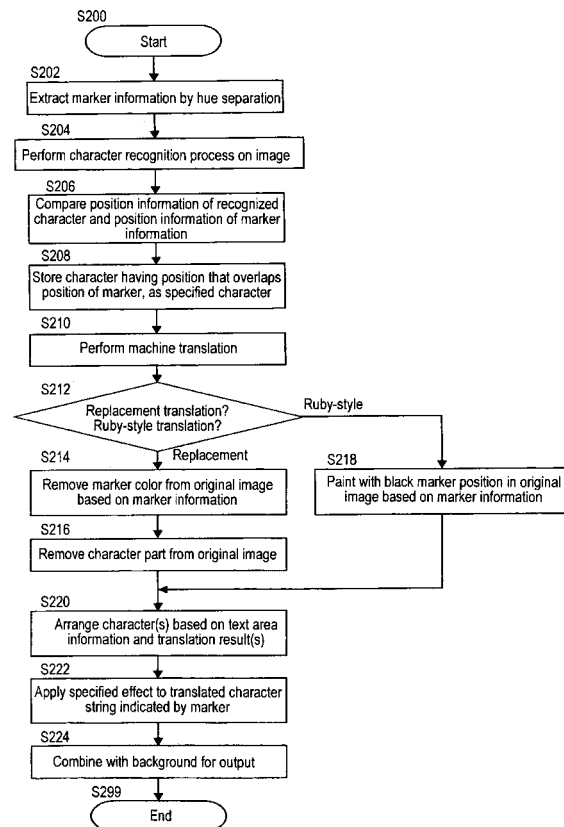 S200
Start
S202
Extract marker information by hue separation
S204
Perform character recognition process on image
S206
Compare position information of recognized
character and position information of marker
information
S208
Store character having position that overlaps
position of marker, as specified character
S210
Perform machine translation
S212
Replacement translation?
Ruby-style translation?
Ruby-style
Replacement
S214
Remove marker color from original image
based on marker information
S218
Paint with black marker position in original
image based on marker information
S216
Remove character part from original image
S220
Arrange character(s) based on text area
information and translation result(s)
S222
Apply specified effect to translated character
string indicated by marker
S224
Combine with background for output
S299
End